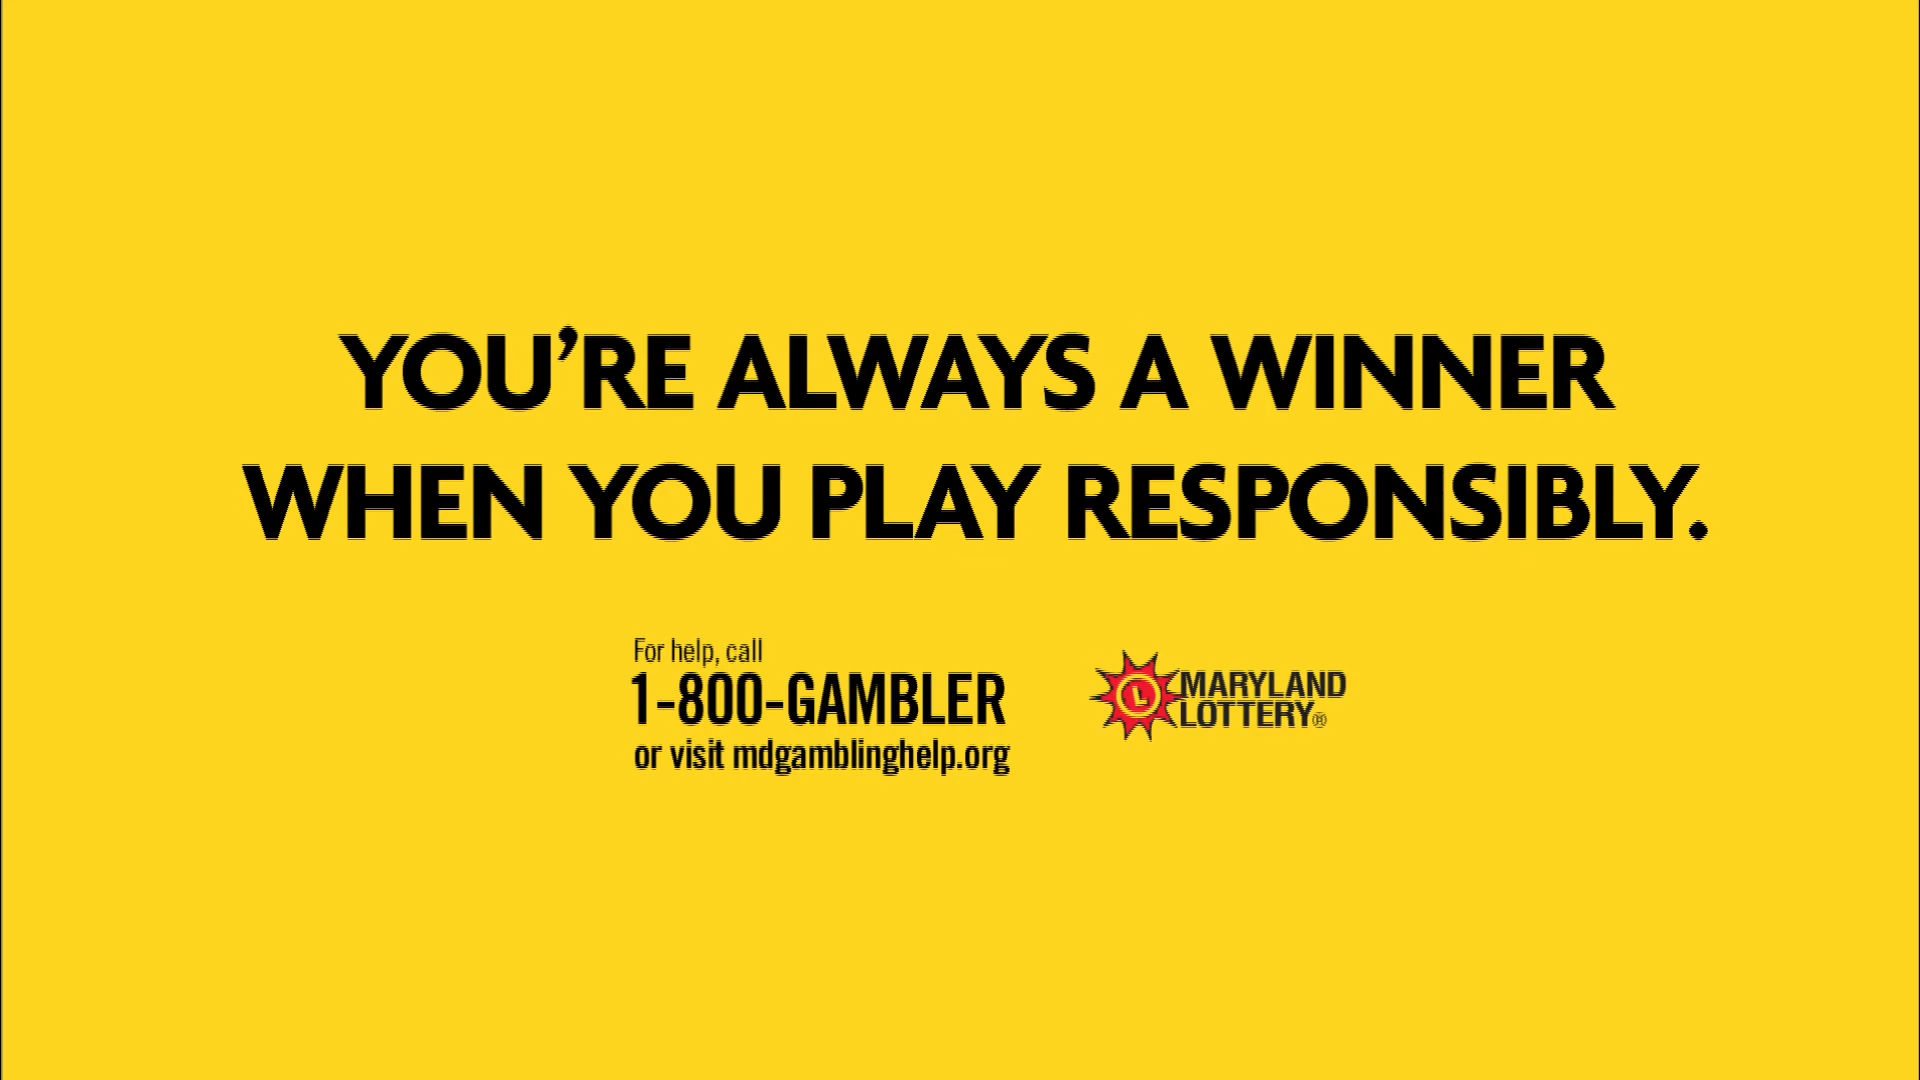 YOU’RE ALWAYS A WINNER
WHEN YOU PLAY RESPONSIBLY.
For help, call
1-800-GAMBLER
or visit mdgamblinghelp.org
L
MARYLAND
LOTTERY®